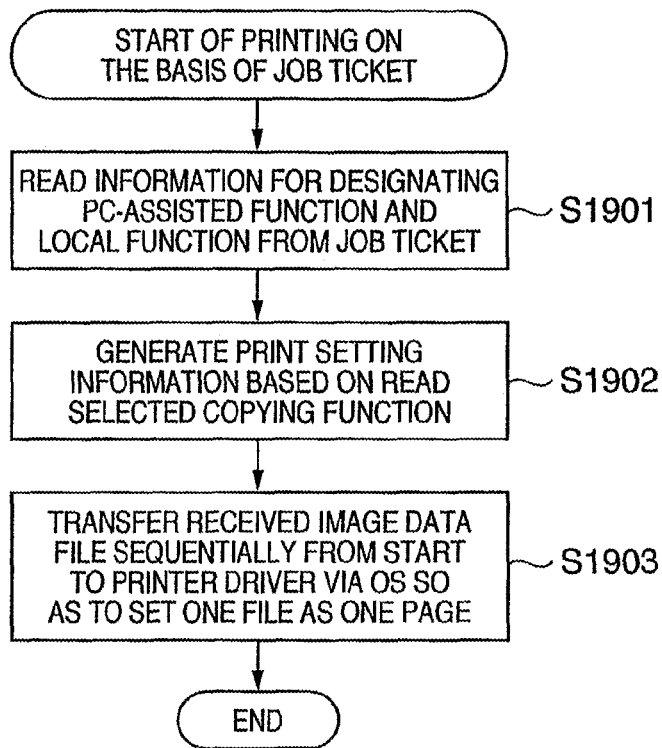 START OF PRINTING ON
THE BASIS OF JOB TICKET
READ INFORMATION FOR DESIGNATING
PC-ASSISTED FUNCTION AND
LOCAL FUNCTION FROM JOB TICKET
S1901
GENERATE PRINT SETTING
INFORMATION BASED ON READ
SELECTED COPYING FUNCTION
S1902
TRANSFER RECEIVED IMAGE DATA
FILE SEQUENTIALLY FROM START
TO PRINTER DRIVER VIA OS SO
AS TO SET ONE FILE AS ONE PAGE
S1903
END